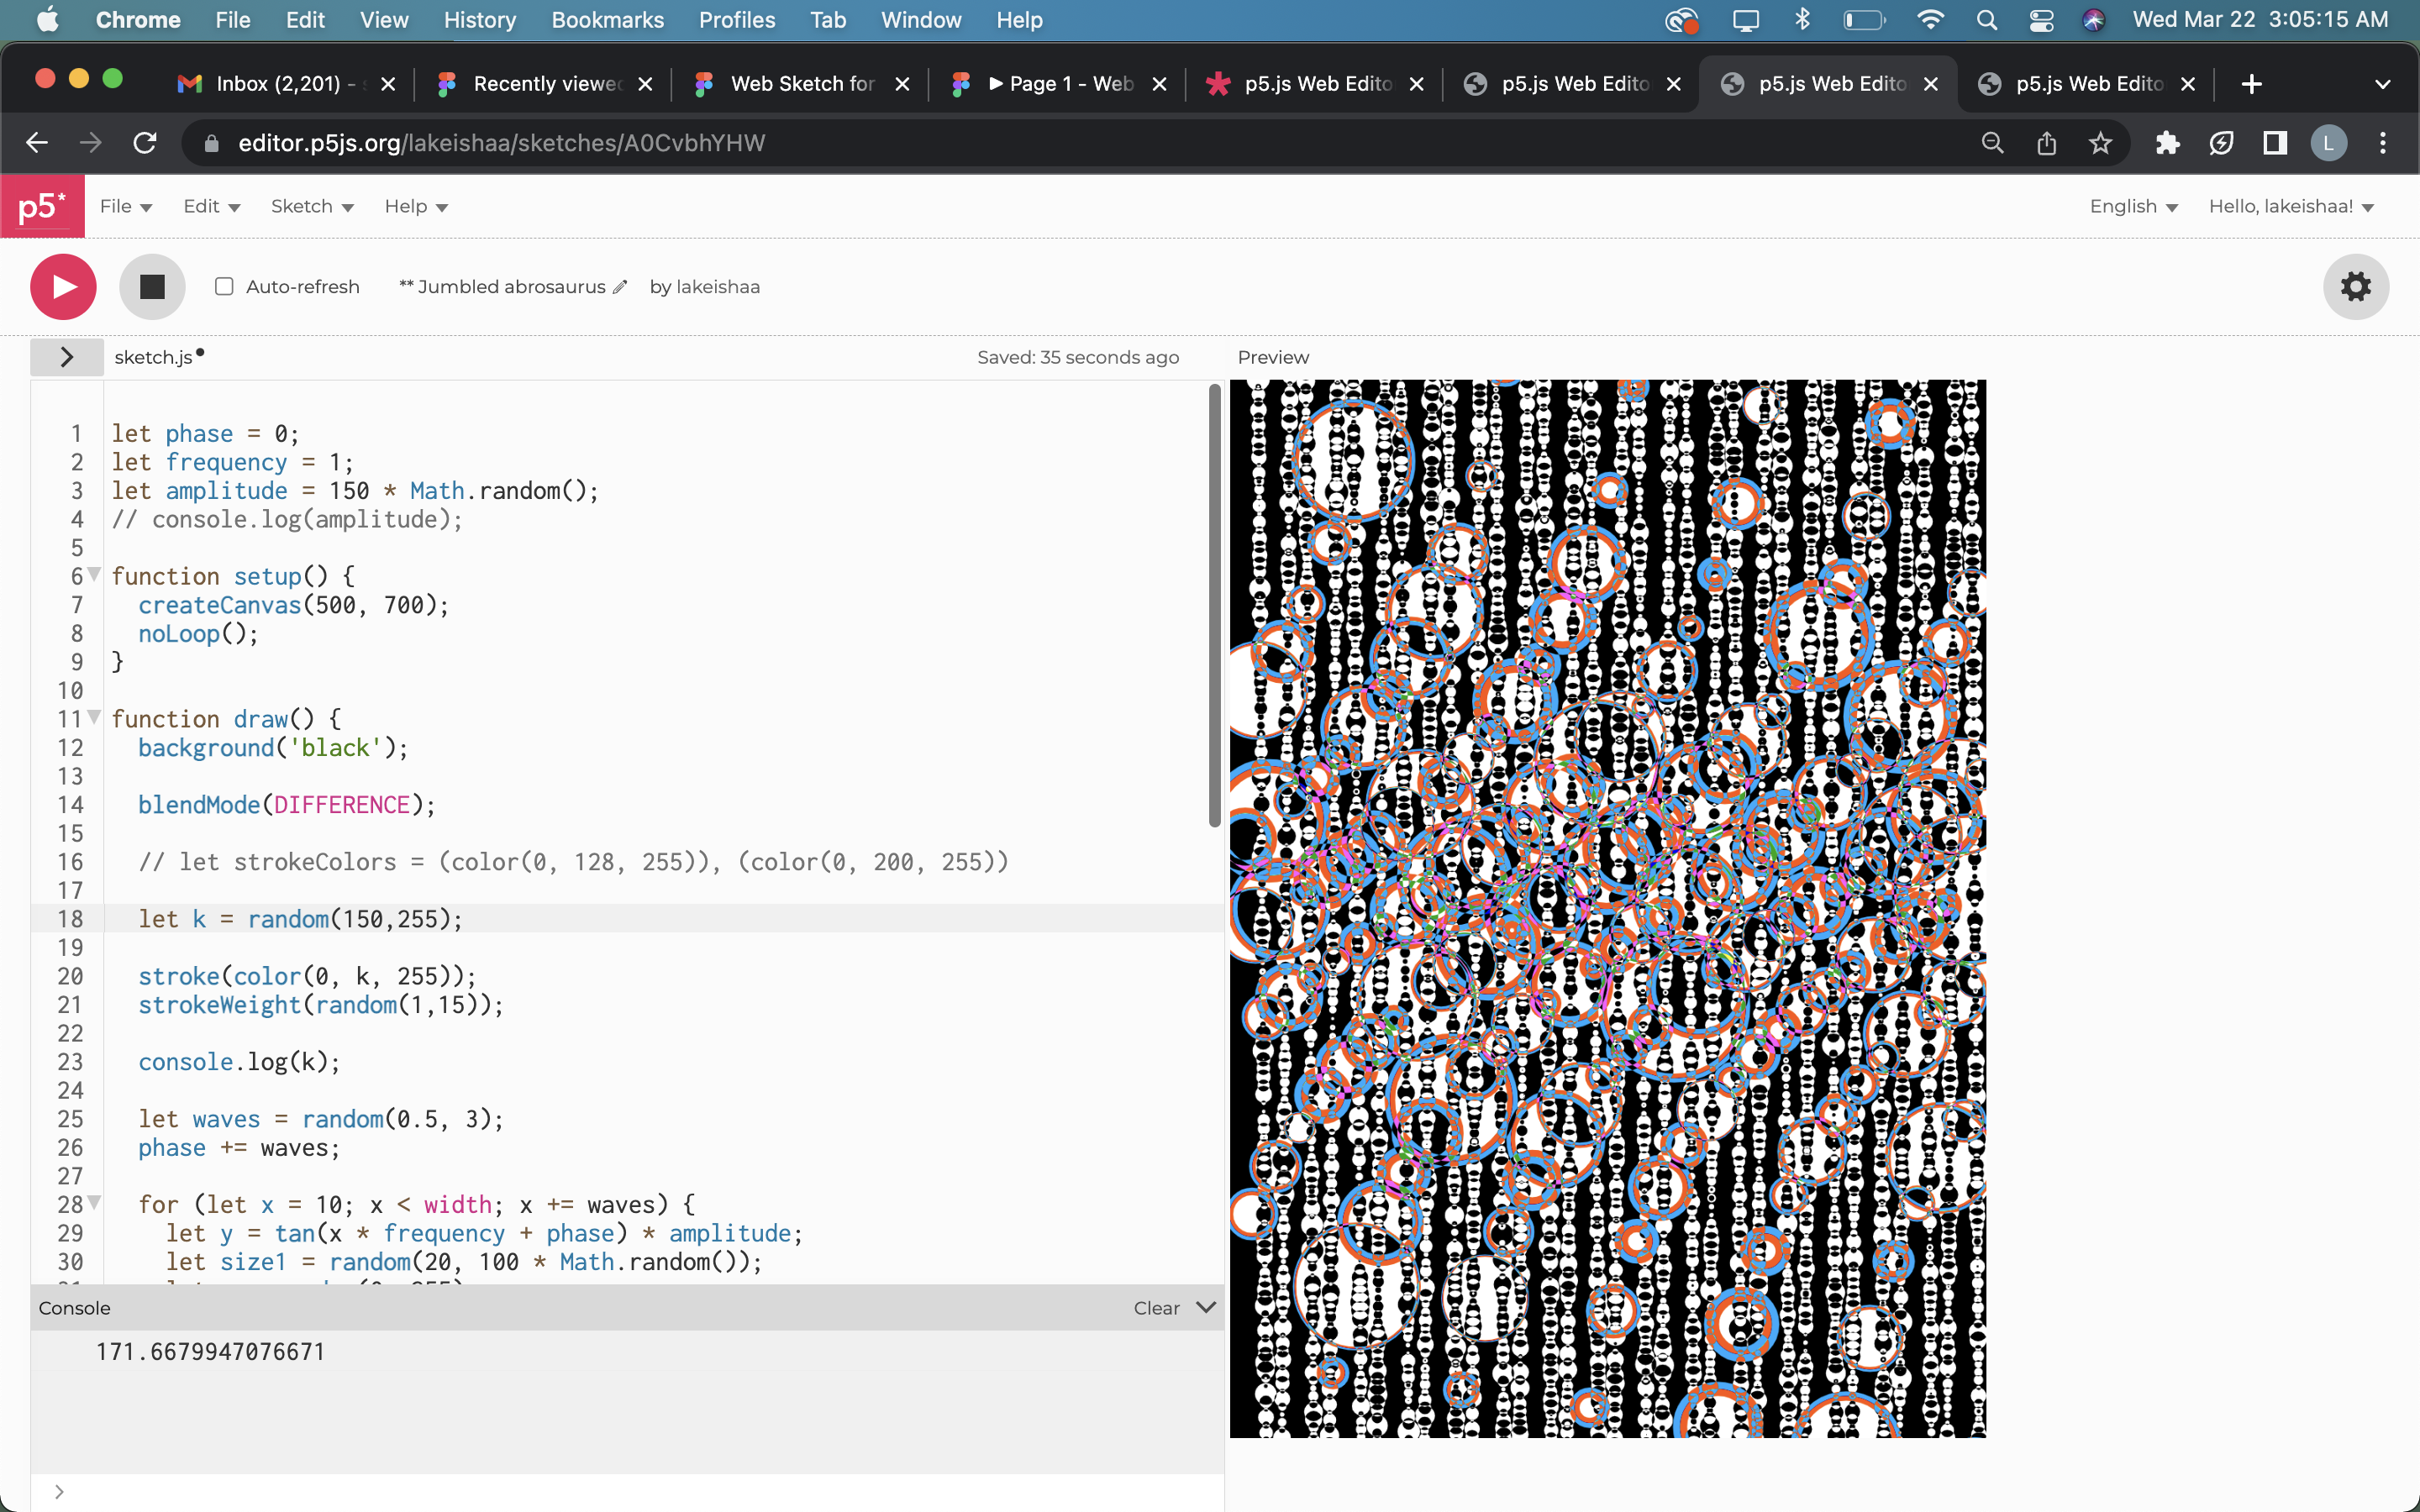 Chrome File Edit View History Bookmarks Profiles Tab Window Help Wed Mar 22 3:05:15 AM
Inbox (2,201) - Recently viewed Web Sketch for Page 1 - Web p5.js Web Edito p5.js Web Edito p5.js Web Edito p5.js Web Edito
editor.p5js.org/lakeishaa/sketches/A0CvbhYHW L
p5* File Edit Sketch Help English Hello, lakeishaa!
Auto-refresh ** Jumbled abrosaurus by lakeishaa
sketch.js Saved: 35 seconds ago Preview
1 let phase = 0;
2 let frequency = 1;
3 let amplitude = 150 * Math.random();
4 // console.log(amplitude);
5
6 function setup() {
7 createCanvas(500, 700);
8 noLoop();
9 }
10
11 function draw() {
12 background('black');
13
14 blendMode(DIFFERENCE);
15
16 // let strokeColors = (color(0, 128, 255)), (color(0, 200, 255))
17
18 let k = random(150,255);
19
20 stroke(color(0, k, 255));
21 strokeWeight(random(1,15));
22
23 console.log(k);
24
25 let waves = random(0.5, 3);
26 phase += waves;
27
28 for (let x = 10; x < width; x += waves) {
29 let y = tan(x * frequency + phase) * amplitude;
30 let size1 = random(20, 100 * Math.random());
Console Clear
171.6679947076671